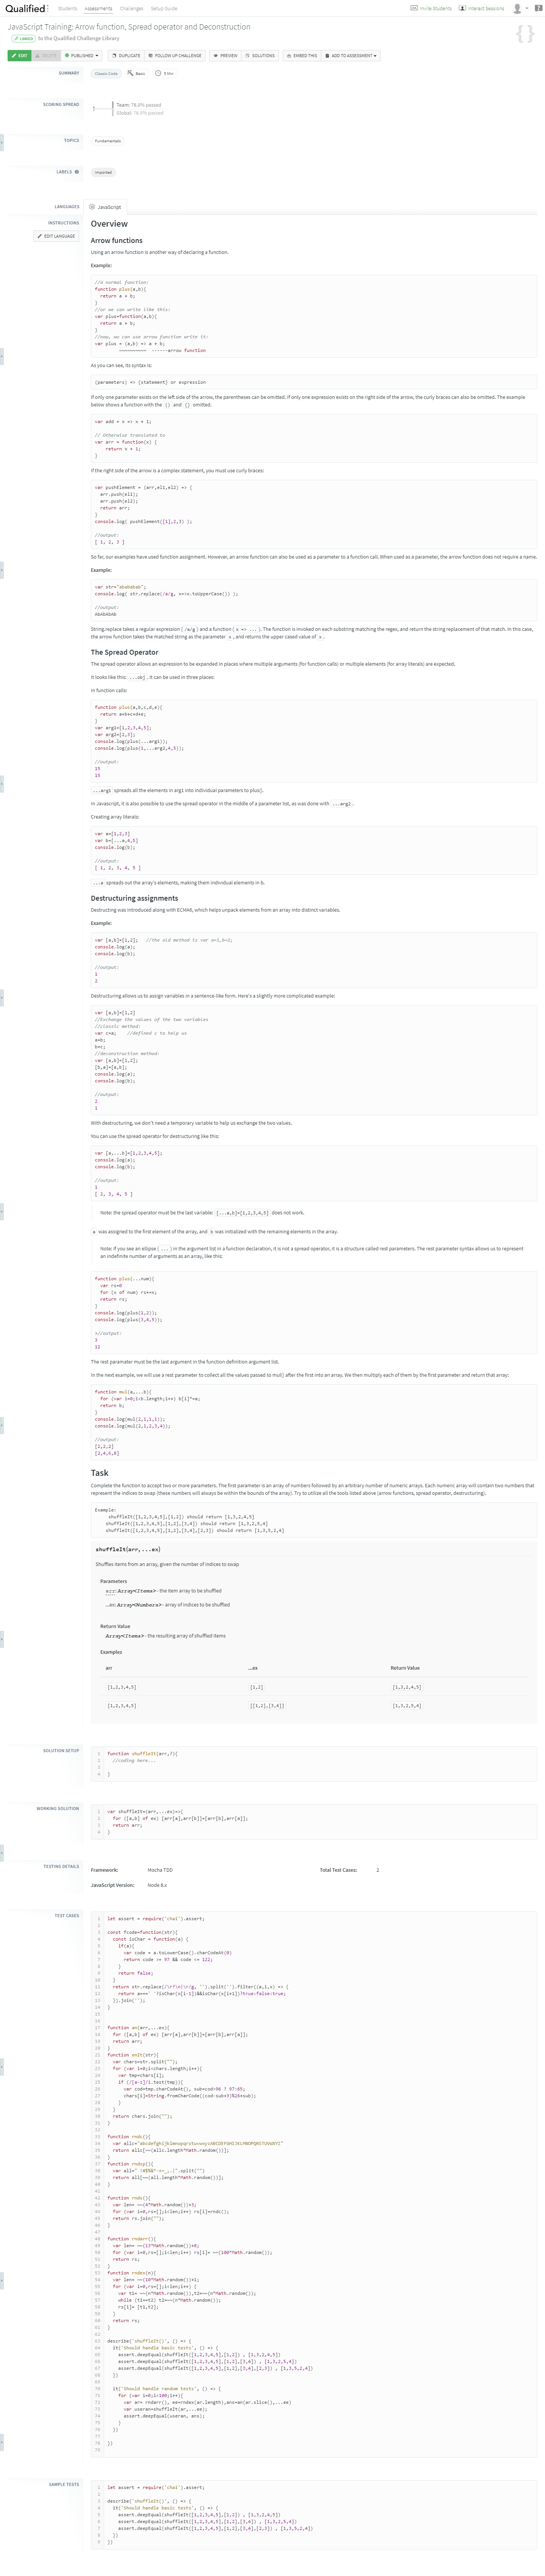 Qualified
Students Assessments Challenges Setup Guide
Invite Students Interact Sessions
JavaScript Training: Arrow function, Spread operator and Deconstruction
LINKED to the Qualified Challenge Library
EDIT DELETE PUBLISHED DUPLICATE FOLLOW UP CHALLENGE PREVIEW SOLUTIONS EMBED THIS ADD TO ASSESSMENT
SUMMARY Classic Code Basic 5 Min
SCORING SPREAD
Team: 78.0% passed
Global: 78.0% passed
TOPICS Fundamentals
LABELS Imported
LANGUAGES JavaScript
INSTRUCTIONS
EDIT LANGUAGE
Overview
Arrow functions
Using an arrow function is another way of declaring a function.
Example:
//a normal function:
function plus(a,b){
return a + b;
}
//or we can write like this:
var plus=function(a,b){
return a + b;
}
//now, we can use arrow function write it:
var plus = (a,b) => a + b;
~~~~~~~~~~~ ------arrow function
As you can see, its syntax is:
(parameters) => {statement} or expression
If only one parameter exists on the left side of the arrow, the parentheses can be omitted. If only one expression exists on the right side of the arrow, the curly braces can also be omitted. The example
below shows a function with the () and {} omitted.
var add = x => x + 1;
// Otherwise translated to
var arr = function(x) {
return x + 1;
}
If the right side of the arrow is a complex statement, you must use curly braces:
var pushElement = (arr,el1,el2) => {
arr.push(el1);
arr.push(el2);
return arr;
}
console.log( pushElement([1],2,3) );
//output:
[ 1, 2, 3 ]
So far, our examples have used function assignment. However, an arrow function can also be used as a parameter to a function call. When used as a parameter, the arrow function does not require a name.
Example:
var str="abababab";
console.log( str.replace(/a/g, x=>x.toUpperCase()) );
//output:
AbAbAbAb
String.replace takes a regular expression ( /a/g ) and a function ( x => ... ). The function is invoked on each substring matching the regex, and return the string replacement of that match. In this case,
the arrow function takes the matched string as the parameter x , and returns the upper cased value of x .
The Spread Operator
The spread operator allows an expression to be expanded in places where multiple arguments (for function calls) or multiple elements (for array literals) are expected.
It looks like this: ...obj . It can be used in three places:
In function calls:
function plus(a,b,c,d,e){
return a+b+c+d+e;
}
var arg1=[1,2,3,4,5];
var arg2=[2,3];
console.log(plus(...arg1));
console.log(plus(1,...arg2,4,5));
//output:
15
15
...arg1 spreads all the elements in arg1 into individual parameters to plus().
In Javascript, it is also possible to use the spread operator in the middle of a parameter list, as was done with ...arg2 .
Creating array literals:
var a=[1,2,3]
var b=[...a,4,5]
console.log(b);
//output:
[ 1, 2, 3, 4, 5 ]
...a spreads out the array's elements, making them individual elements in b.
Destructuring assignments
Destructing was introduced along with ECMA6, which helps unpack elements from an array into distinct variables.
Example:
var [a,b]=[1,2]; //the old method is var a=1,b=2;
console.log(a);
console.log(b);
//output:
1
2
Destructuring allows us to assign variables in a sentence-like form. Here's a slightly more complicated example:
var [a,b]=[1,2]
//Exchange the values of the two variables
//classic method:
var c=a; //defined c to help us
a=b;
b=c;
//deconstruction method:
var [a,b]=[1,2];
[b,a]=[a,b];
console.log(a);
console.log(b);
//output:
2
1
With destructuring, we don't need a temporary variable to help us exchange the two values.
You can use the spread operator for destructuring like this:
var [a,...b]=[1,2,3,4,5];
console.log(a);
console.log(b);
//output:
1
[ 2, 3, 4, 5 ]
Note: the spread operator must be the last variable: [...a,b]=[1,2,3,4,5] does not work.
a was assigned to the first element of the array, and b was initialized with the remaining elements in the array.
Note: If you see an ellipse ( ... ) in the argument list in a function declaration, it is not a spread operator, it is a structure called rest parameters. The rest parameter syntax allows us to represent
an indefinite number of arguments as an array, like this:
function plus(...num){
var rs=0
for (x of num) rs+=x;
return rs;
}
console.log(plus(1,2));
console.log(plus(3,4,5));
s//output:
3
12
The rest parameter must be the last argument in the function definition argument list.
In the next example, we will use a rest parameter to collect all the values passed to mul() after the first into an array. We then multiply each of them by the first parameter and return that array:
function mul(a,...b){
for (var i=0;i<b.length;i++) b[i]*=a;
return b;
}
console.log(mul(2,1,1,1));
console.log(mul(2,1,2,3,4));
//output:
[2,2,2]
[2,4,6,8]
Task
Complete the function to accept two or more parameters. The first parameter is an array of numbers followed by an arbitrary number of numeric arrays. Each numeric array will contain two numbers that
represent the indices to swap (these numbers will always be within the bounds of the array). Try to utilize all the tools listed above (arrow functions, spread operator, destructuring).
Example:
shuffleIt([1,2,3,4,5],[1,2]) should return [1,3,2,4,5]
shuffleIt([1,2,3,4,5],[1,2],[3,4]) should return [1,3,2,5,4]
shuffleIt([1,2,3,4,5],[1,2],[3,4],[2,3]) should return [1,3,5,2,4]
shuffleIt(arr,...ex)
Shuffles items from an array, given the number of indices to swap
Parameters
arr: Array<Items> - the item array to be shuffled
...ex: Array<Numbers> - array of indices to be shuffled
Return Value
Array<Items> - the resulting array of shuffled items
Examples
arr ...ex Return Value
[1,2,3,4,5] [1,2] [1,3,2,4,5]
[1,2,3,4,5] [[1,2],[3,4]] [1,3,2,5,4]
SOLUTION SETUP
1 function shuffleIt(arr,?){
2 //coding here...
3
4 }
WORKING SOLUTION
1 var shuffleIt=(arr,...ex)=>{
2 for ([a,b] of ex) [arr[a],arr[b]]=[arr[b],arr[a]];
3 return arr;
4 }
TESTING DETAILS
Framework: Mocha TDD Total Test Cases: 2
JavaScript Version: Node 8.x
TEST CASES
1 let assert = require('chai').assert;
2
3 const fcode=function(str){
4 const isChar = function(a) {
5 if(a){
6 var code = a.toLowerCase().charCodeAt(0)
7 return code >= 97 && code <= 122;
8 }
9 return false;
10 }
11 return str.replace(/\r?\n|\r/g, '').split('').filter((a,i,x) => {
12 return a===' '?isChar(x[i-1])&&isChar(x[i+1])?true:false:true;
13 }).join('');
14 }
15
16
17 function an(arr,...ex){
18 for ([a,b] of ex) [arr[a],arr[b]]=[arr[b],arr[a]];
19 return arr;
20 }
21 function enIt(str){
22 var chars=str.split("");
23 for (var i=0;i<chars.length;i++){
24 var tmp=chars[i];
25 if (/[a-z]/i.test(tmp)){
26 var cod=tmp.charCodeAt(), sub=cod>96 ? 97:65;
27 chars[i]=String.fromCharCode((cod-sub+3)%26+sub);
28 }
29 }
30 return chars.join("");
31 }
32
33 function rndc(){
34 var allc="abcdefghijklmnopqrstuvwxyzABCDEFGHIJKLMNOPQRSTUVWXYZ"
35 return allc[~~(allc.length*Math.random())];
36 }
37 function rndsp(){
39 return all[~~(all.length*Math.random())];
40 }
41
42 function rnds(){
43 var len= ~~(4*Math.random())+3;
44 for (var i=0,rs=[];i<len;i++) rs[i]=rndc();
45 return rs.join("");
46 }
47
48 function rndarr(){
49 var len= ~~(13*Math.random())+8;
50 for (var i=0,rs=[];i<len;i++) rs[i]= ~~(100*Math.random());
51 return rs;
52 }
53 function rndex(n){
54 var len= ~~(10*Math.random())+1;
55 for (var i=0,rs=[];i<len;i++) {
56 var t1= ~~(n*Math.random()),t2=~~(n*Math.random());
57 while (t1==t2) t2=~~(n*Math.random());
58 rs[i]= [t1,t2];
59 }
60 return rs;
61 }
62
63 describe('shuffleIt()', () => {
64 it('Should handle basic tests', () => {
65 assert.deepEqual(shuffleIt([1,2,3,4,5],[1,2]) , [1,3,2,4,5])
66 assert.deepEqual(shuffleIt([1,2,3,4,5],[1,2],[3,4]) , [1,3,2,5,4])
67 assert.deepEqual(shuffleIt([1,2,3,4,5],[1,2],[3,4],[2,3]) , [1,3,5,2,4])
68 })
69
70 it('Should handle random tests', () => {
71 for (var i=0;i<100;i++){
72 var ar= rndarr(), ee=rndex(ar.length),ans=an(ar.slice(),...ee)
73 var useran=shuffleIt(ar,...ee);
74 assert.deepEqual(useran, ans);
75 }
76 })
77
78 })
79
SAMPLE TESTS
1 let assert = require('chai').assert;
2
3 describe('shuffleIt()', () => {
4 it('Should handle basic tests', () => {
5 assert.deepEqual(shuffleIt([1,2,3,4,5],[1,2]) , [1,3,2,4,5])
6 assert.deepEqual(shuffleIt([1,2,3,4,5],[1,2],[3,4]) , [1,3,2,5,4])
7 assert.deepEqual(shuffleIt([1,2,3,4,5],[1,2],[3,4],[2,3]) , [1,3,5,2,4])
8 })
9 })